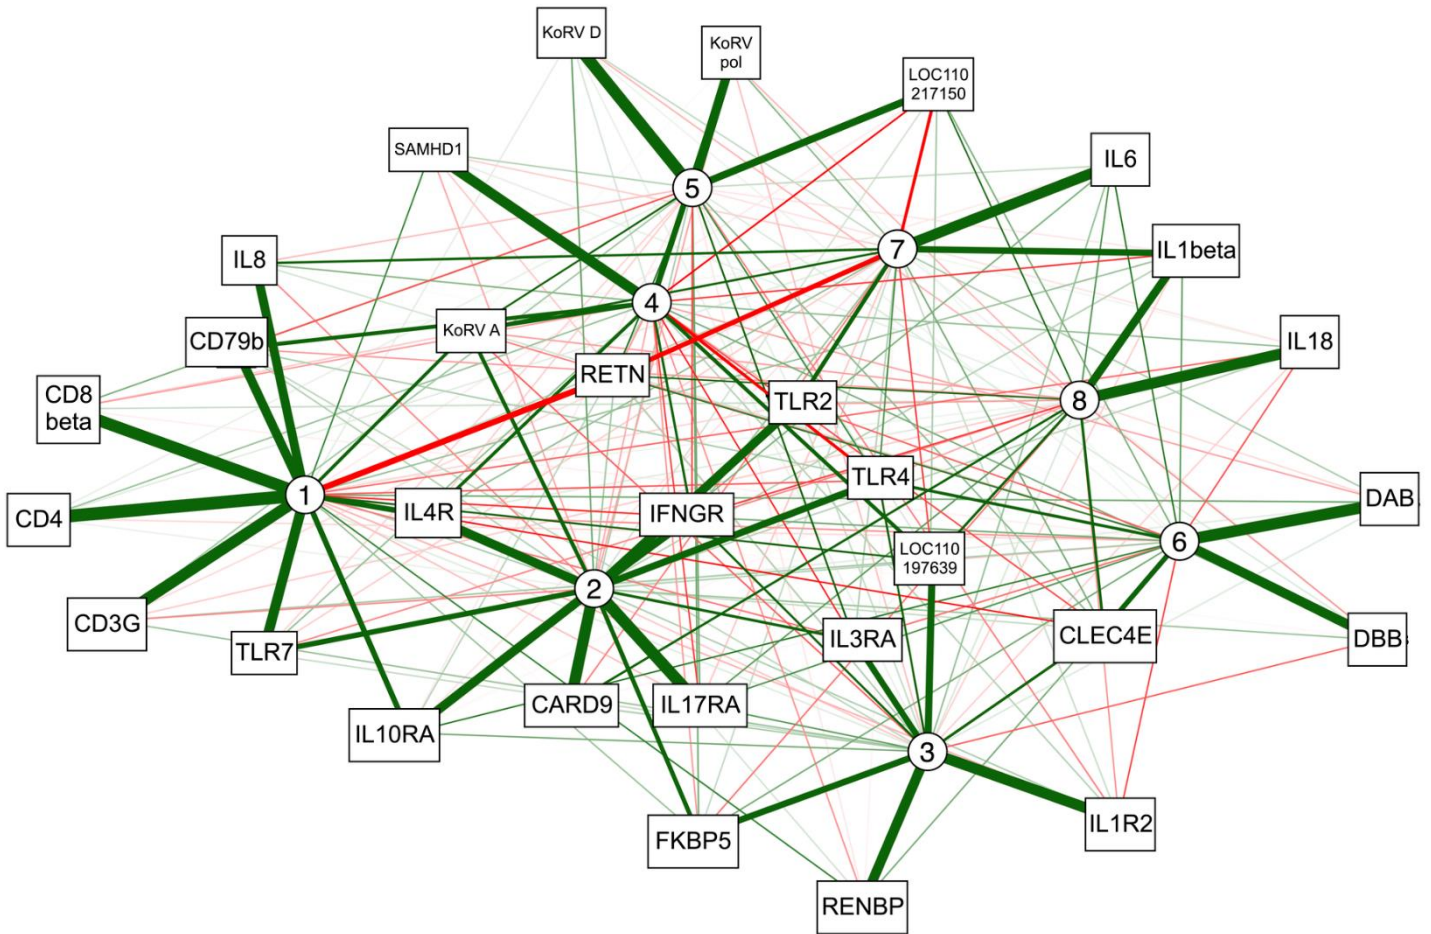 KoRV D
KoRV
pol
LOC110
217150
SAMHD1
IL6
5
IL8
7
IL1beta
4
KoRV A
CD79b
IL18
RETN
CD8
beta
TLR2
8
TLR4
1
DAB
CD4
IL4R
IFNGR
6
LOC110
197639
2
CD3G
TLR7
IL3RA
CLEC4E
DBB
CARD9
IL17RA
IL10RA
3
IL1R2
FKBP5
RENBP